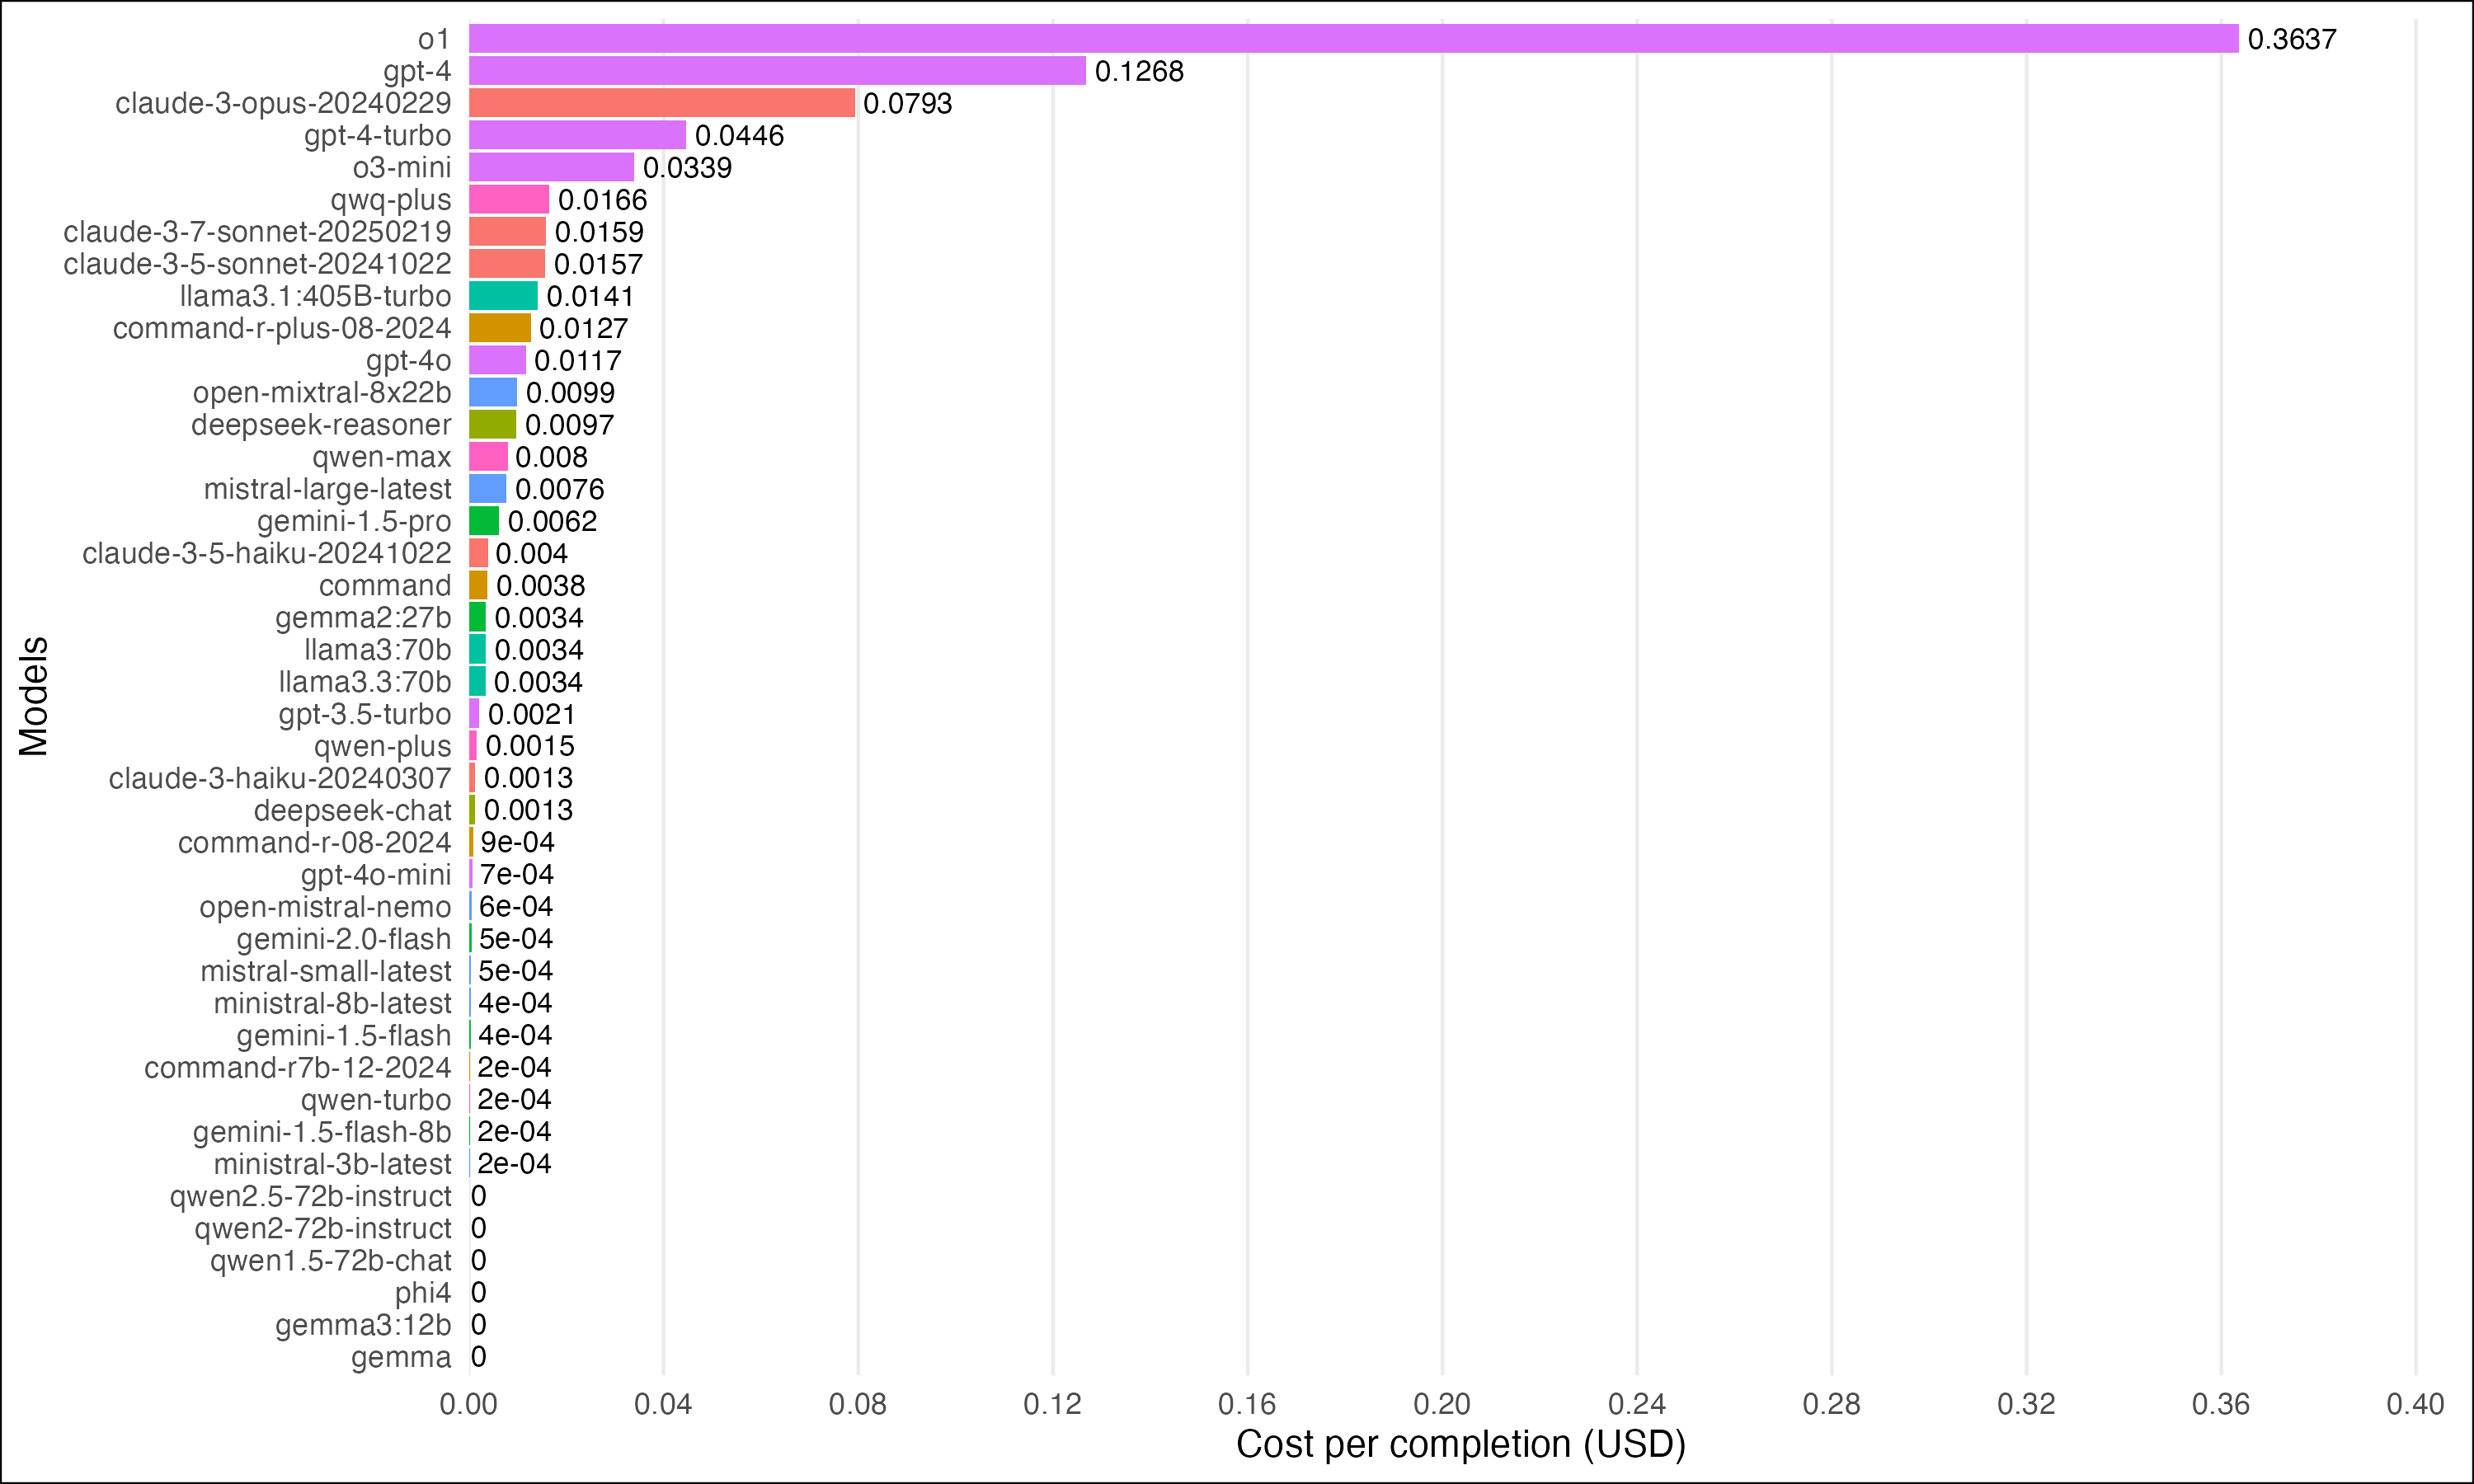 o1 0.3637
gpt-4 0.1268
claude-3-opus-20240229 0.0793
gpt-4-turbo 0.0446
o3-mini 0.0339
qwq-plus 0.0166
claude-3-7-sonnet-20250219 0.0159
claude-3-5-sonnet-20241022 0.0157
llama3.1:405B-turbo 0.0141
command-r-plus-08-2024 0.0127
gpt-4o 0.0117
open-mixtral-8x22b 0.0099
deepseek-reasoner 0.0097
qwen-max 0.008
mistral-large-latest 0.0076
gemini-1.5-pro 0.0062
claude-3-5-haiku-20241022 0.004
command 0.0038
gemma2:27b 0.0034
llama3:70b 0.0034
llama3.3:70b 0.0034
gpt-3.5-turbo 0.0021
qwen-plus 0.0015
claude-3-haiku-20240307 0.0013
deepseek-chat 0.0013
command-r-08-2024 9e-04
gpt-4o-mini 7e-04
open-mistral-nemo 6e-04
gemini-2.0-flash 5e-04
mistral-small-latest 5e-04
ministral-8b-latest 4e-04
gemini-1.5-flash 4e-04
command-r7b-12-2024 2e-04
qwen-turbo 2e-04
gemini-1.5-flash-8b 2e-04
ministral-3b-latest 2e-04
qwen2.5-72b-instruct 0
qwen2-72b-instruct 0
qwen1.5-72b-chat 0
phi4 0
gemma3:12b 0
gemma 0
Models
0.00 0.04 0.08 0.12 0.16 0.20 0.24 0.28 0.32 0.36 0.40
Cost per completion (USD)